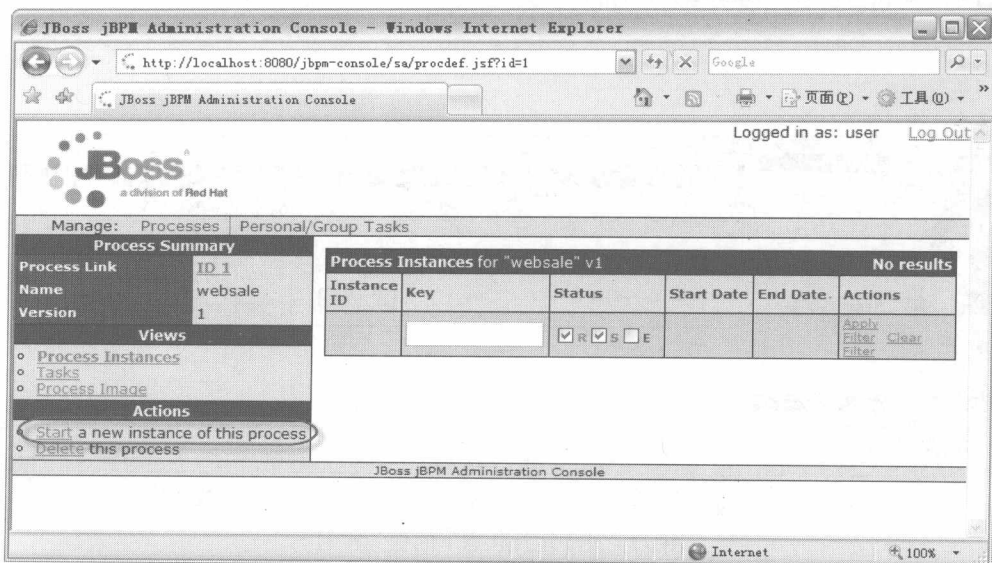 JBoss jBPM Administration Console - Windows Internet Explorer
http://localhost:8080/jbpm-console/sa/procdef.jsf?id=1
Google
JBoss jBPM Administration Console
页面(P)
工具(O)
»
Logged in as: user Log Out
JBoss
a division of Red Hat
Manage: Processes Personal/Group Tasks
Process Summary
Process Link ID 1
Name websale
Version 1
Views
Process Instances
Tasks
Process Image
Actions
Start a new instance of this process
Delete this process
Process Instances for "websale" v1 No results
Instance ID Key Status Start Date End Date Actions
R S E
Apply
Filter Clear
Filter
JBoss jBPM Administration Console
Internet 100%